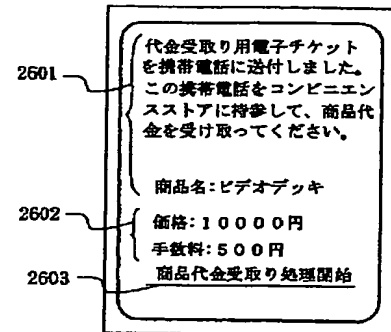 代金受取り用電子チケット
を携帯電話に送付しました。
2601
この携帯電話をコンビニエン
スストアに持参して、商品代
金を受け取ってください。
商品名:ビデオデッキ
2602
価格:10000円
手数料:500円
2603
商品代金受取り処理開始